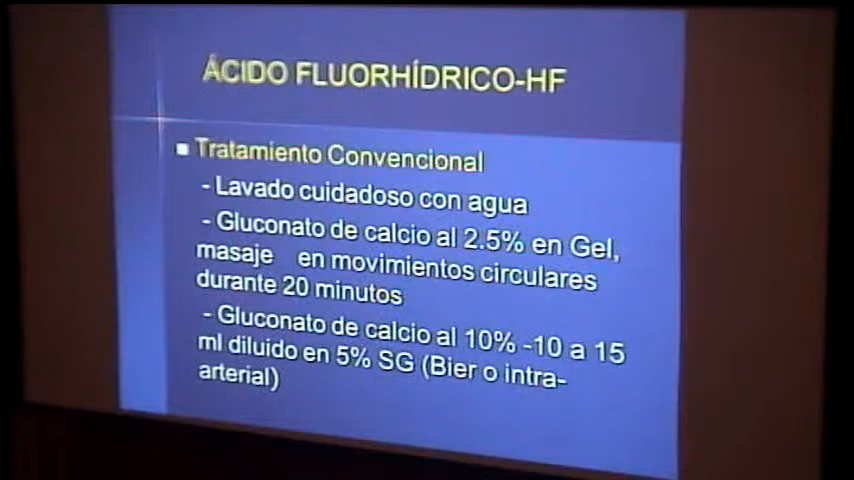 ÁCIDO FLUORHÍDRICO-HF
Tratamiento Convencional
- Lavado cuidadoso con agua
- Gluconato de calcio al 2.5% en Gel,
masaje en movimientos circulares
durante 20 minutos
- Gluconato de calcio al 10% -10 a 15
ml diluido en 5% SG (Bier o intra-
arterial)